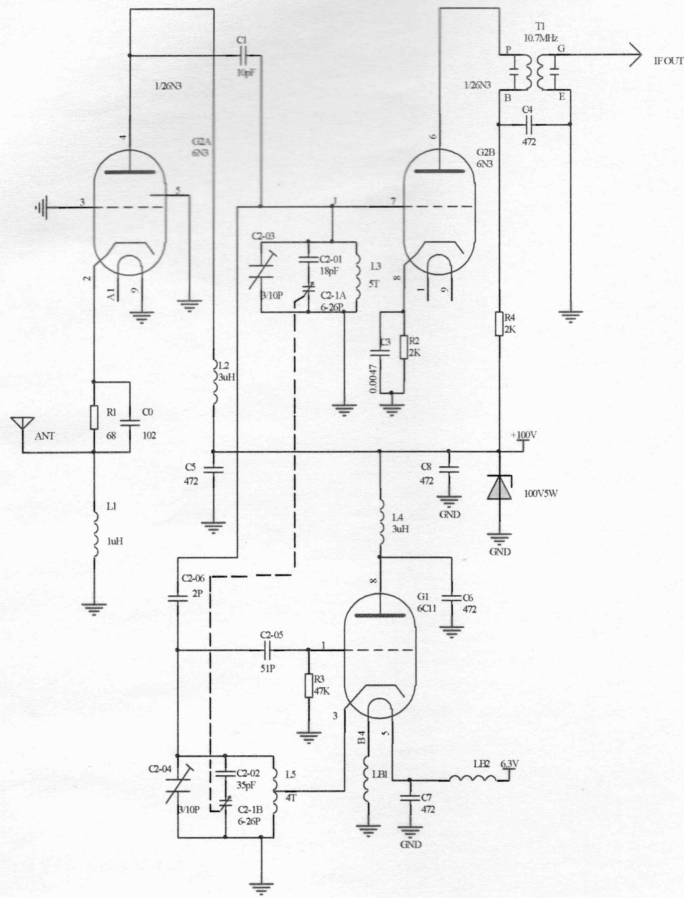 C1
10pF
T1
10.7MHz
P
G
IF OUT
1/26N3
1/26N3
B
E
C4
472
4
G2A
6N3
6
G2B
6N3
3
5
J
7
2
A1
9
8
1
9
C2-03
C2-01
18pF
L3
5T
3/10P
C2-1A
6-26P
C3
0.0047
R2
2K
R4
2K
L2
3uH
R1
68
C0
102
ANT
+100V
C5
472
C8
472
GND
100V5W
GND
L1
1uH
L4
3uH
C2-06
2P
8
G1
6C11
C6
472
C2-05
51P
1
R3
47K
3
B4
5
C2-04
C2-02
35pF
L5
4T
3/10P
C2-1B
6-26P
LB1
LB2
6.3V
C7
472
GND